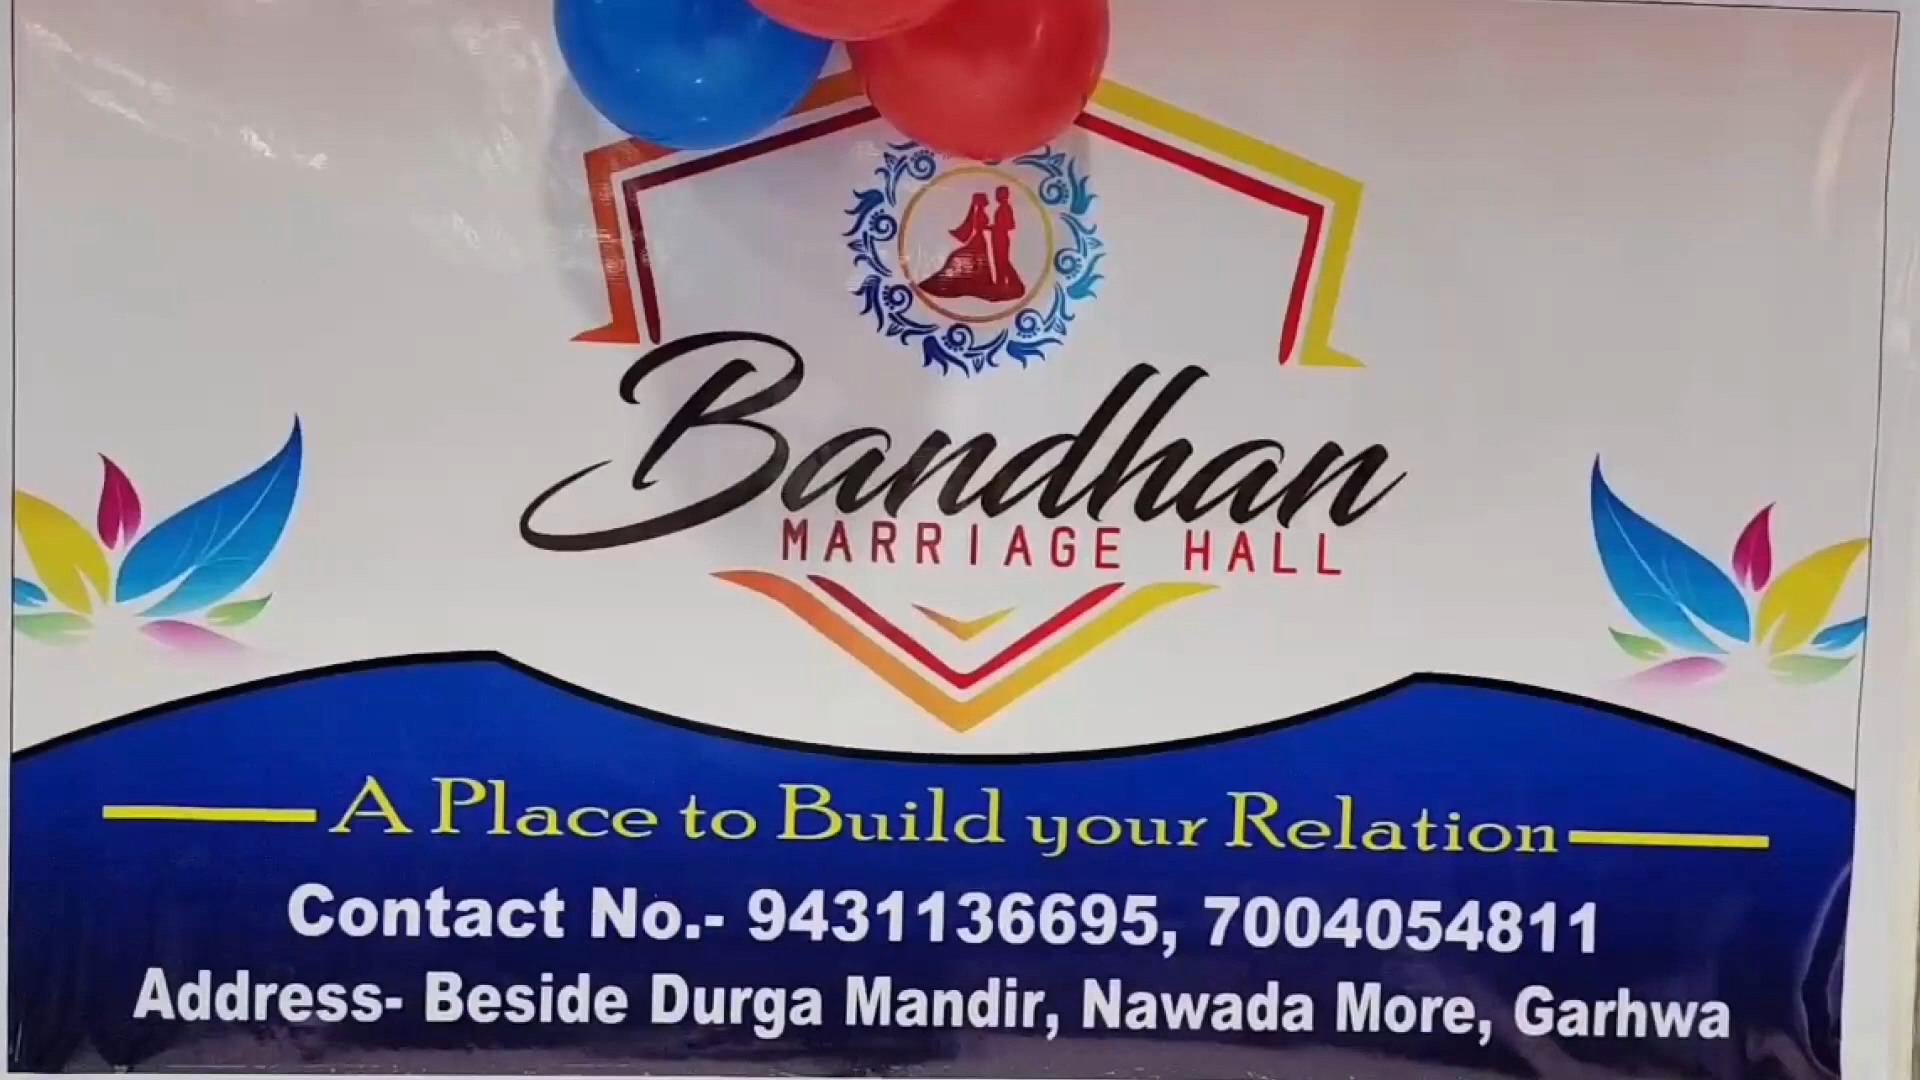 Bandhan
MARRIAGE HALL
A Place to Build your Relation
Contact No.- 9431136695, 7004054811
Address- Beside Durga Mandir, Nawada More, Garhwa